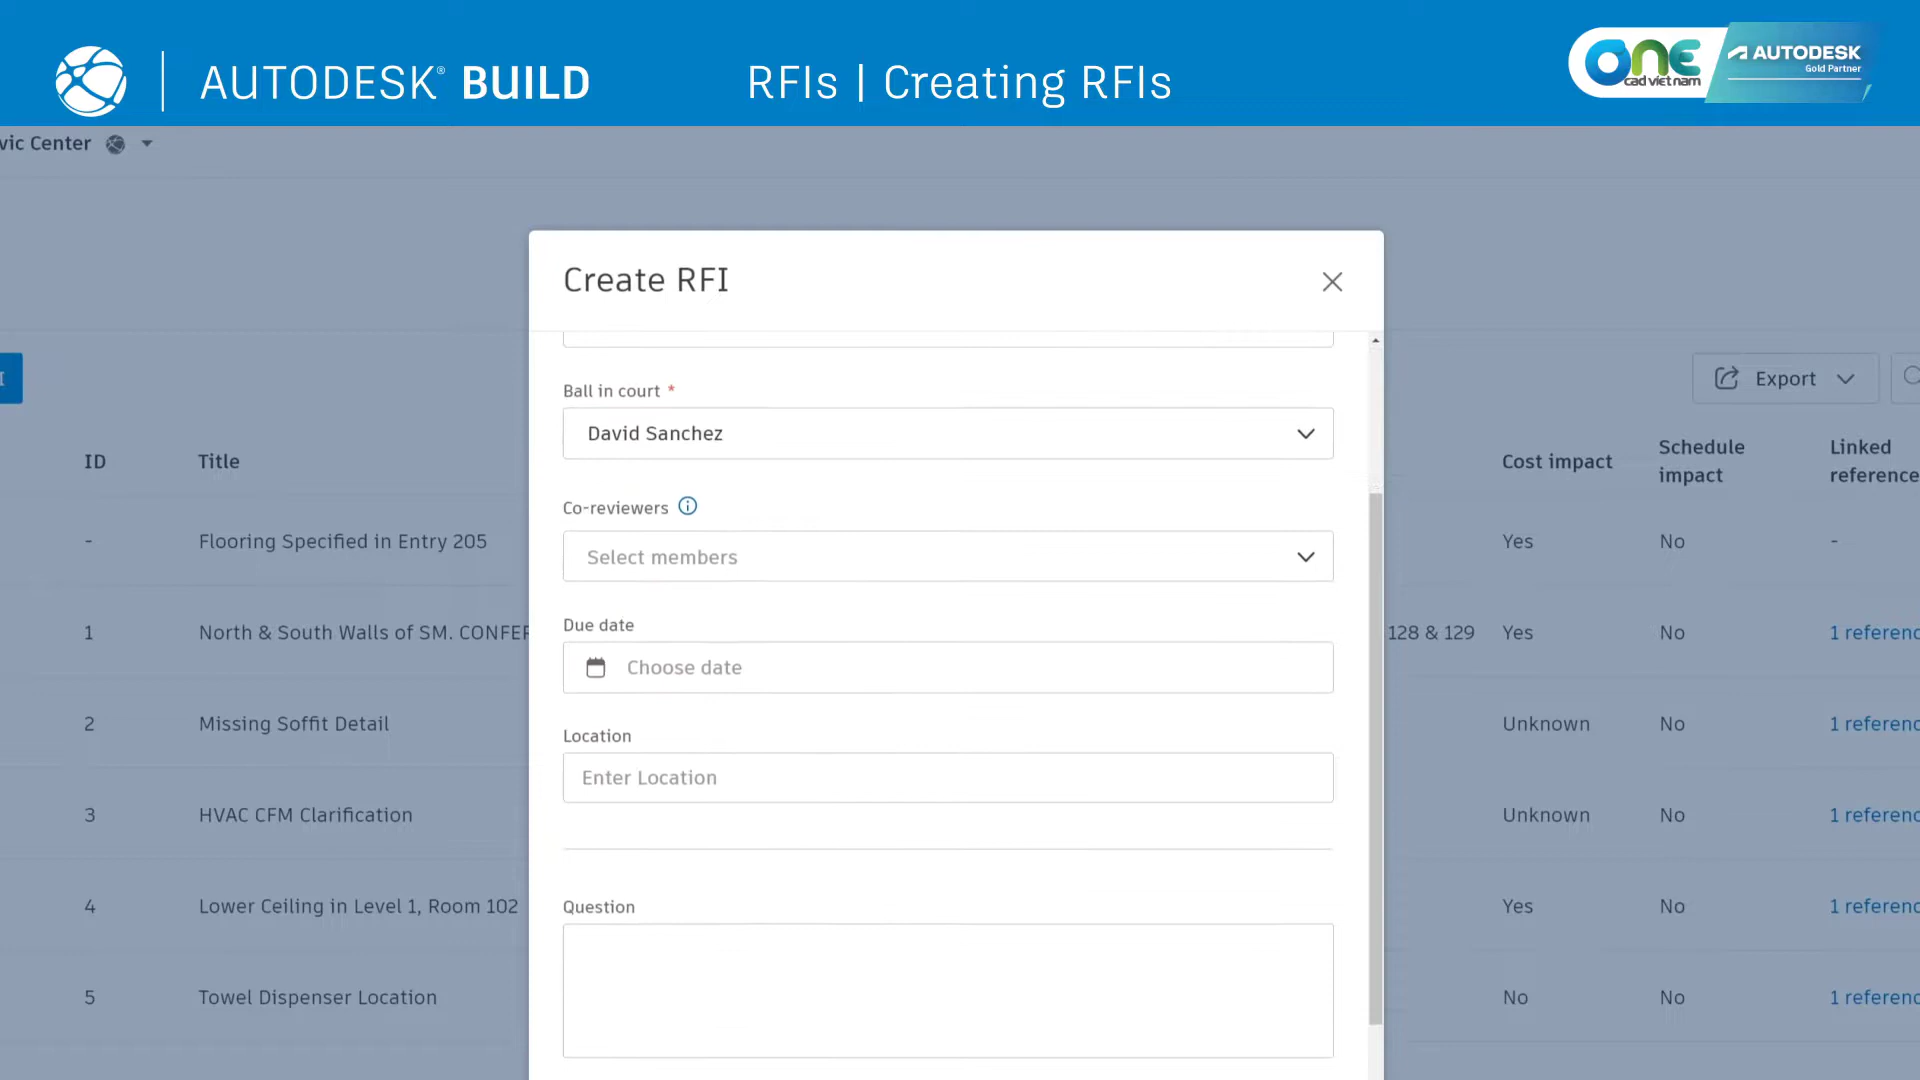 AUTODESK® BUILD
RFIs | Creating RFIs
one
cad viet nam
AUTODESK
Gold Partner
vic Center
Create RFI
Ball in court *
David Sanchez
Co-reviewers
Select members
Due date
Choose date
Location
Enter Location
Question
Export
ID Title Cost impact Schedule impact Linked reference
- Flooring Specified in Entry 205 Yes No -
1 North & South Walls of SM. CONFER 128 & 129 Yes No 1 referenc
2 Missing Soffit Detail Unknown No 1 referenc
3 HVAC CFM Clarification Unknown No 1 referenc
4 Lower Ceiling in Level 1, Room 102 Yes No 1 referenc
5 Towel Dispenser Location No No 1 referenc